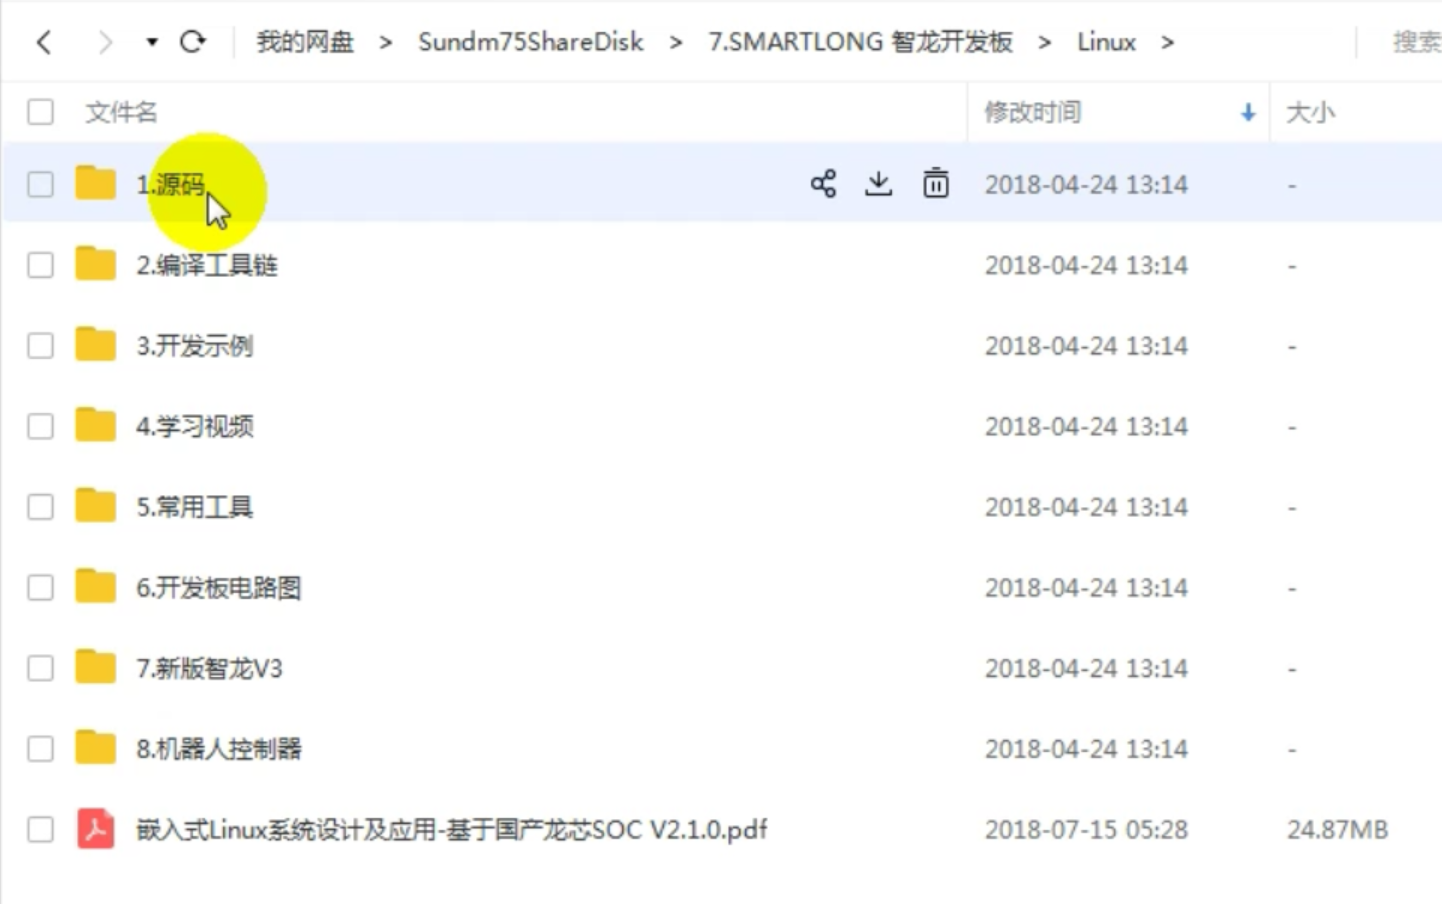 我的网盘 > Sundm75ShareDisk > 7.SMARTLONG 智龙开发板 > Linux > 搜索
文件名 修改时间 大小
1.源码 2018-04-24 13:14 -
2.编译工具链 2018-04-24 13:14 -
3.开发示例 2018-04-24 13:14 -
4.学习视频 2018-04-24 13:14 -
5.常用工具 2018-04-24 13:14 -
6.开发板电路图 2018-04-24 13:14 -
7.新版智龙V3 2018-04-24 13:14 -
8.机器人控制器 2018-04-24 13:14 -
嵌入式Linux系统设计及应用-基于国产龙芯SOC V2.1.0.pdf 2018-07-15 05:28 24.87MB